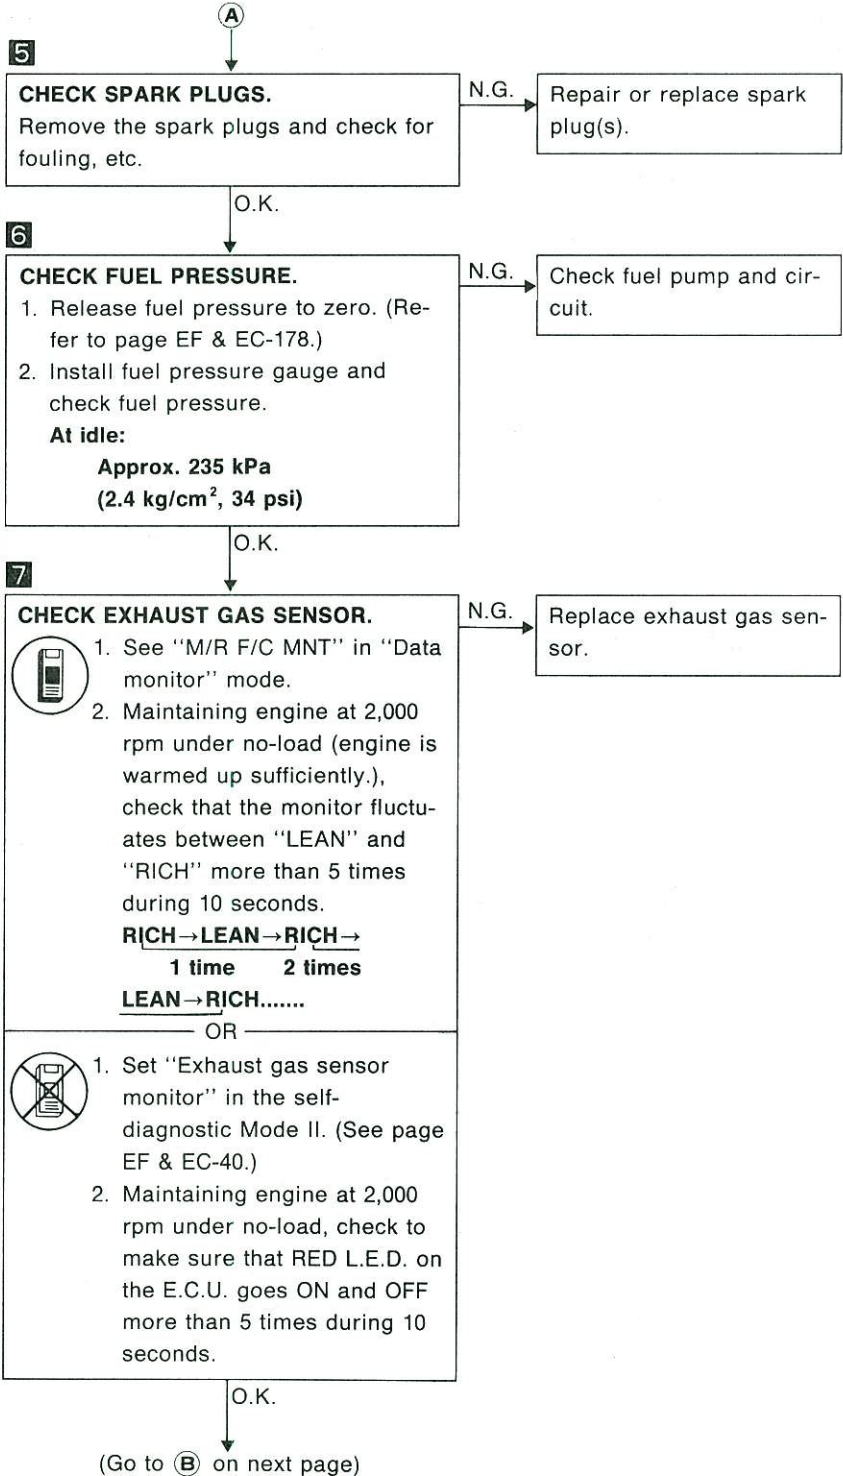 A
5
CHECK SPARK PLUGS.
Remove the spark plugs and check for
fouling, etc.
N.G.
Repair or replace spark
plug(s).
O.K.
6
CHECK FUEL PRESSURE.
1. Release fuel pressure to zero. (Re-
fer to page EF & EC-178.)
2. Install fuel pressure gauge and
check fuel pressure.
At idle:
Approx. 235 kPa
(2.4 kg/cm², 34 psi)
N.G.
Check fuel pump and cir-
cuit.
O.K.
7
CHECK EXHAUST GAS SENSOR.
1. See "M/R F/C MNT" in "Data
monitor" mode.
2. Maintaining engine at 2,000
rpm under no-load (engine is
warmed up sufficiently.),
check that the monitor fluctu-
ates between "LEAN" and
"RICH" more than 5 times
during 10 seconds.
RICH→LEAN→RICH→
1 time 2 times
LEAN→RICH.......
N.G.
Replace exhaust gas sen-
sor.
OR
1. Set "Exhaust gas sensor
monitor" in the self-
diagnostic Mode II. (See page
EF & EC-40.)
2. Maintaining engine at 2,000
rpm under no-load, check to
make sure that RED L.E.D. on
the E.C.U. goes ON and OFF
more than 5 times during 10
seconds.
O.K.
(Go to B on next page)